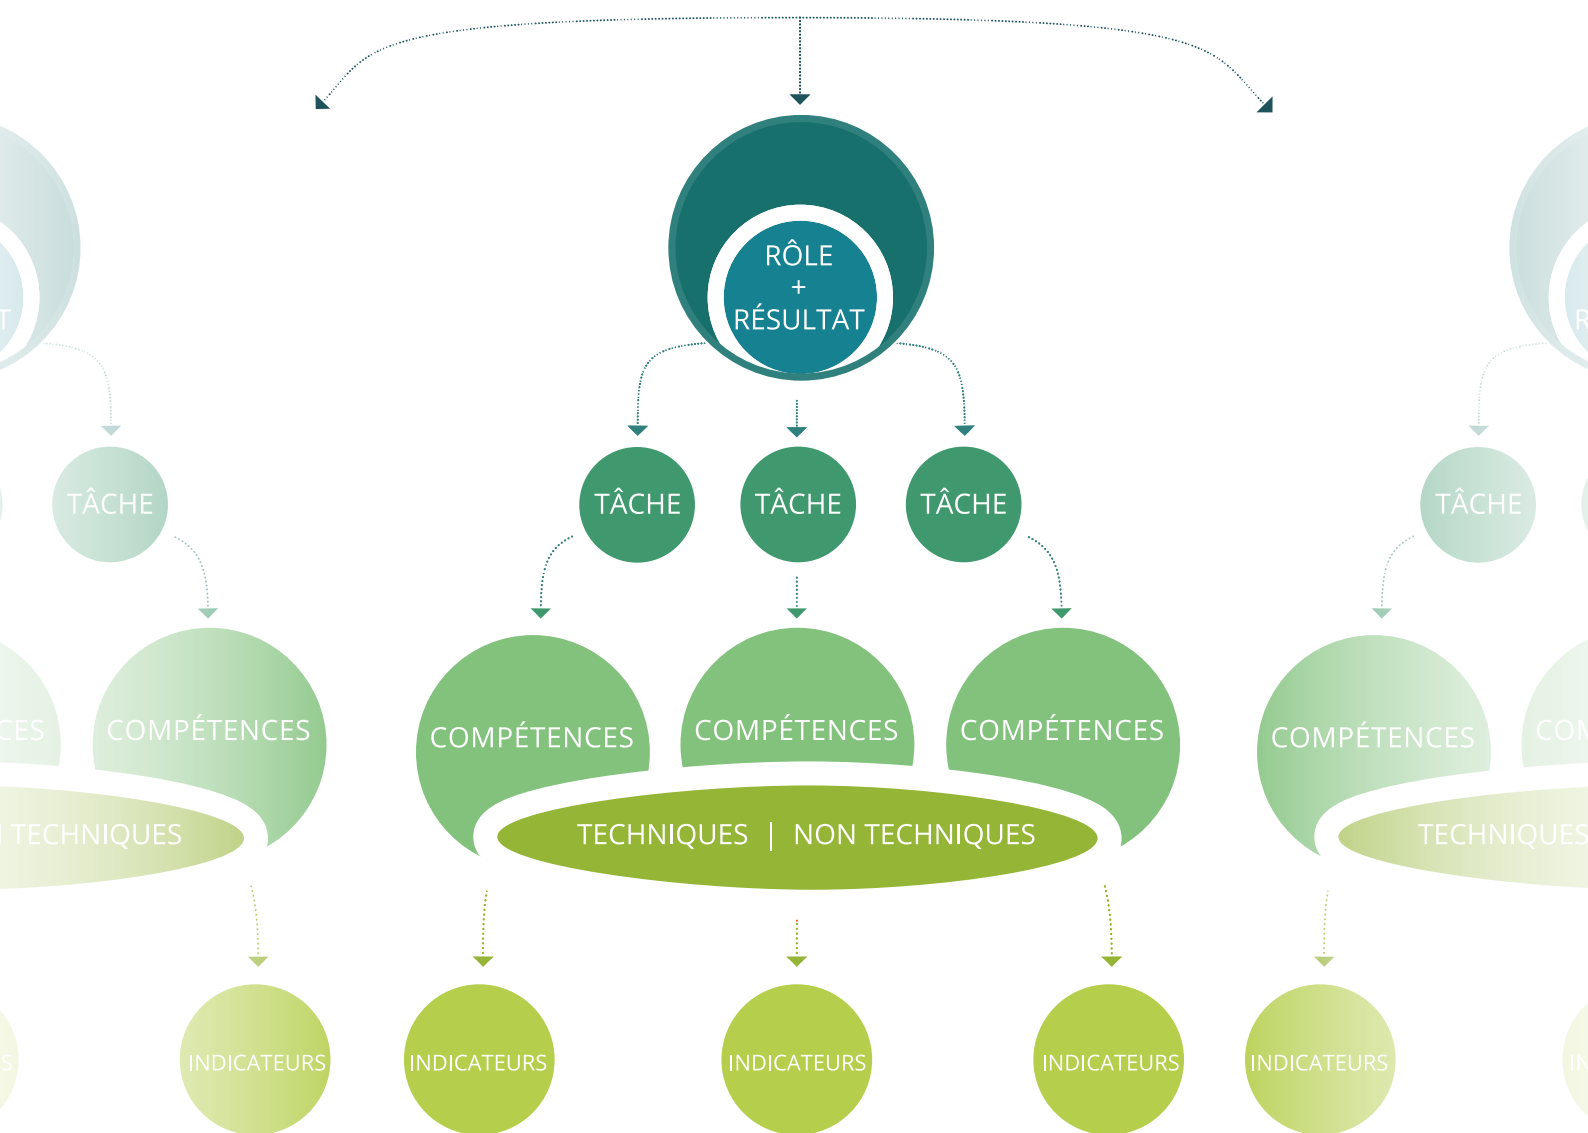 RÔLE
+
RÉSULTAT
TÂCHE TÂCHE TÂCHE TÂCHE TÂCHE
COMPÉTENCES COMPÉTENCES COMPÉTENCES COMPÉTENCES COMPÉTENCES
TECHNIQUES TECHNIQUES | NON TECHNIQUES TECHNIQUES
INDICATEURS INDICATEURS INDICATEURS INDICATEURS INDICATEURS